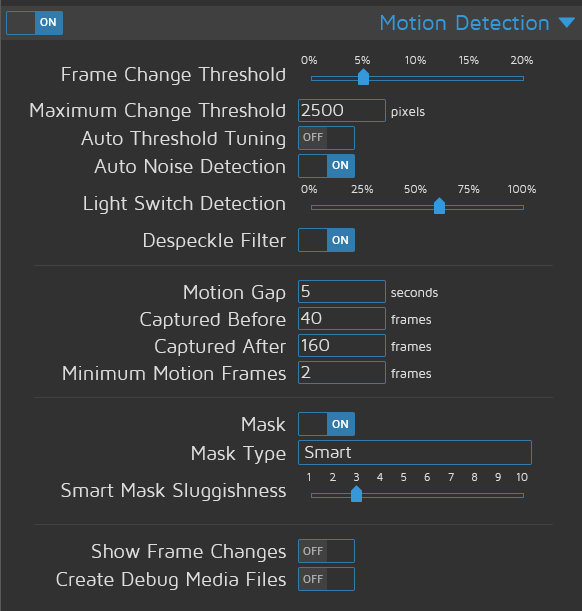 ON Motion Detection
0% 5% 10% 15% 20%
Frame Change Threshold
Maximum Change Threshold 2500 pixels
Auto Threshold Tuning OFF
Auto Noise Detection ON
0% 25% 50% 75% 100%
Light Switch Detection
Despeckle Filter ON
Motion Gap 5 seconds
Captured Before 40 frames
Captured After 160 frames
Minimum Motion Frames 2 frames
Mask ON
Mask Type Smart
1 2 3 4 5 6 7 8 9 10
Smart Mask Sluggishness
Show Frame Changes OFF
Create Debug Media Files OFF